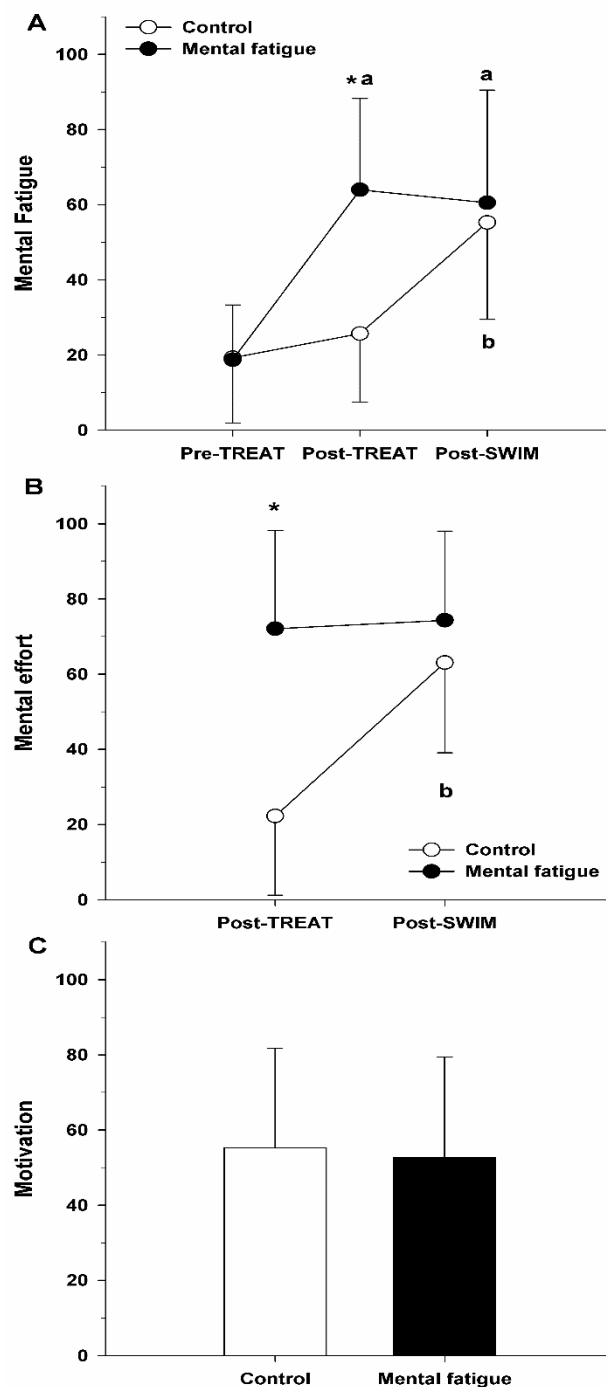 A
Control
Mental fatigue
100
80
60
40
20
0
Mental Fatigue
* a
a
b
Pre-TREAT Post-TREAT Post-SWIM
B
100
80
60
40
20
0
Mental effort
*
b
Control
Mental fatigue
Post-TREAT Post-SWIM
C
100
80
60
40
20
0
Motivation
Control Mental fatigue